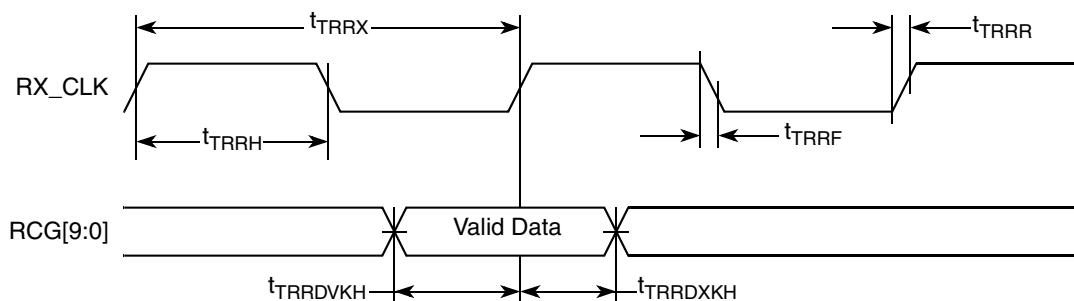 tTRRX
tTRRR
RX_CLK
tTRRH
tTRRF
RCG[9:0]
Valid Data
tTRRDVKH
tTRRDXKH